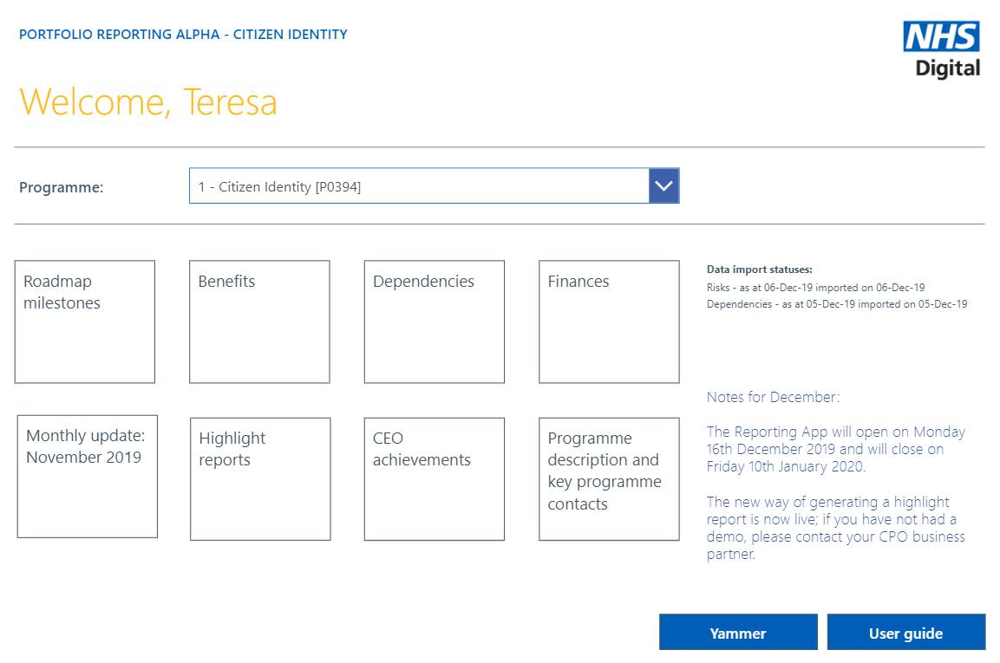 PORTFOLIO REPORTING ALPHA - CITIZEN IDENTITY
NHS
Digital
Welcome, Teresa
Programme:
1 - Citizen Identity [P0394]
Roadmap
milestones
Benefits
Dependencies
Finances
Data import statuses:
Risks - as at 06-Dec-19 imported on 06-Dec-19
Dependencies - as at 05-Dec-19 imported on 05-Dec-19
Monthly update:
November 2019
Highlight
reports
CEO
achievements
Programme
description and
key programme
contacts
Notes for December:
The Reporting App will open on Monday
16th December 2019 and will close on
Friday 10th January 2020.
The new way of generating a highlight
report is now live; if you have not had a
demo, please contact your CPO business
partner.
Yammer
User guide